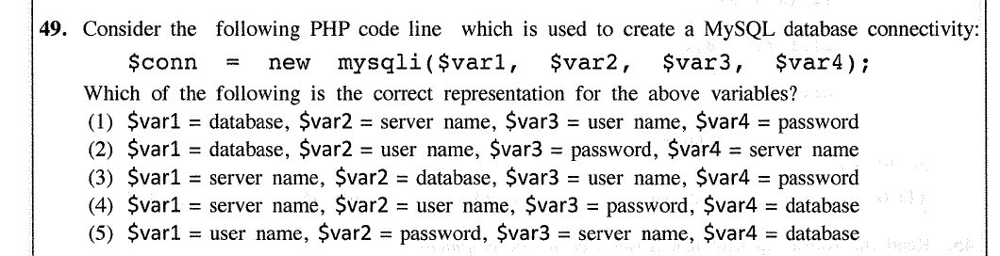 49. Consider the following PHP code line which is used to create a MySQL database connectivity:
$conn = new mysqli($var1, $var2, $var3, $var4);
Which of the following is the correct representation for the above variables?
(1) $var1 = database, $var2 = server name, $var3 = user name, $var4 = password
(2) $var1 = database, $var2 = user name, $var3 = password, $var4 = server name
(3) $var1 = server name, $var2 = database, $var3 = user name, $var4 = password
(4) $var1 = server name, $var2 = user name, $var3 = password, $var4 = database
(5) $var1 = user name, $var2 = password, $var3 = server name, $var4 = database